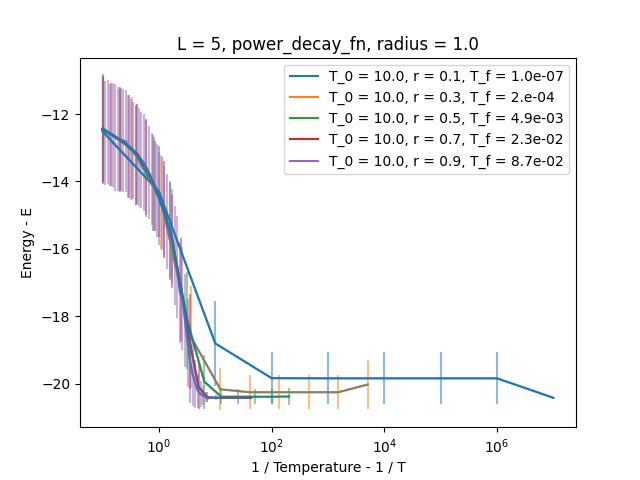 L = 5, power_decay_fn, radius = 1.0
T_0 = 10.0, r = 0.1, T_f = 1.0e-07
T_0 = 10.0, r = 0.3, T_f = 2.e-04
T_0 = 10.0, r = 0.5, T_f = 4.9e-03
T_0 = 10.0, r = 0.7, T_f = 2.3e-02
T_0 = 10.0, r = 0.9, T_f = 8.7e-02
Energy - E
−12
−14
−16
−18
−20
10⁰ 10² 10⁴ 10⁶
1 / Temperature - 1 / T